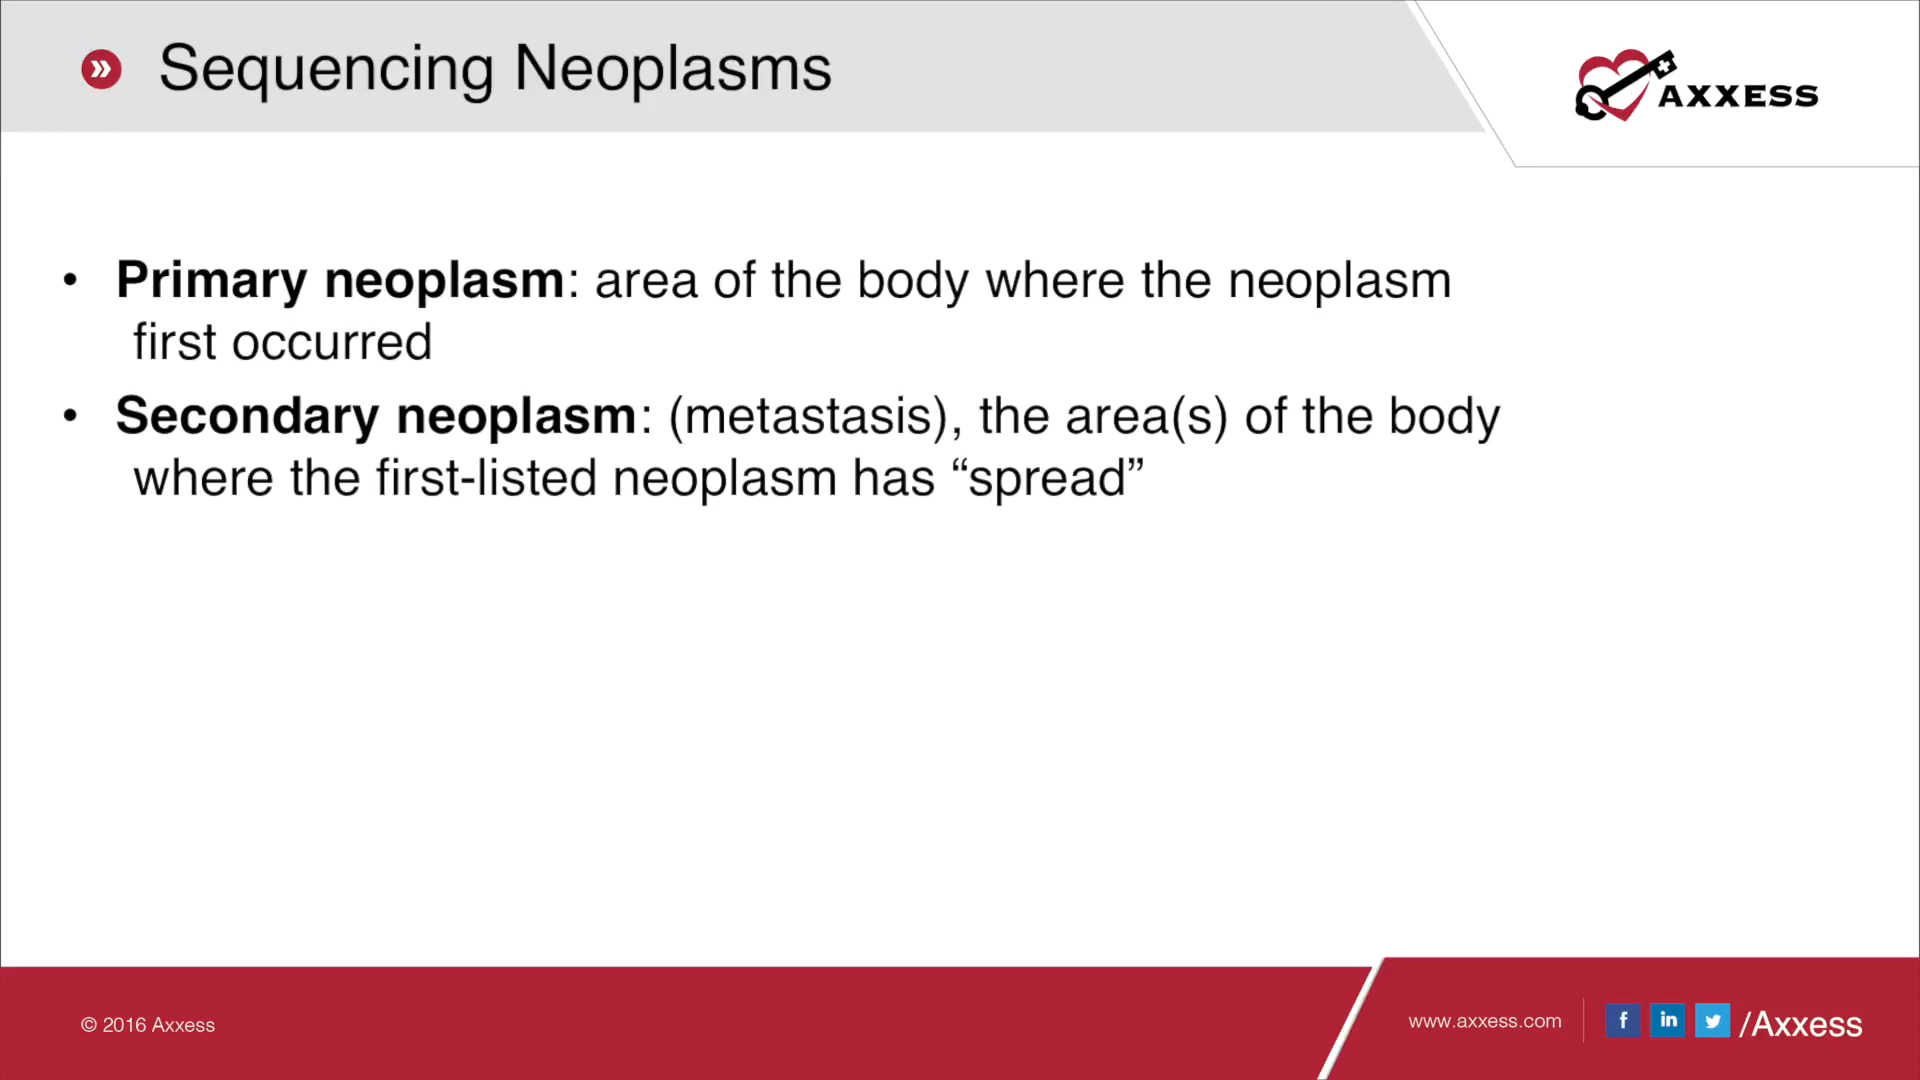 Sequencing Neoplasms
AXXESS
• Primary neoplasm: area of the body where the neoplasm
first occurred
• Secondary neoplasm: (metastasis), the area(s) of the body
where the first-listed neoplasm has “spread”
© 2016 Axxess
www.axxess.com
f in /Axxess